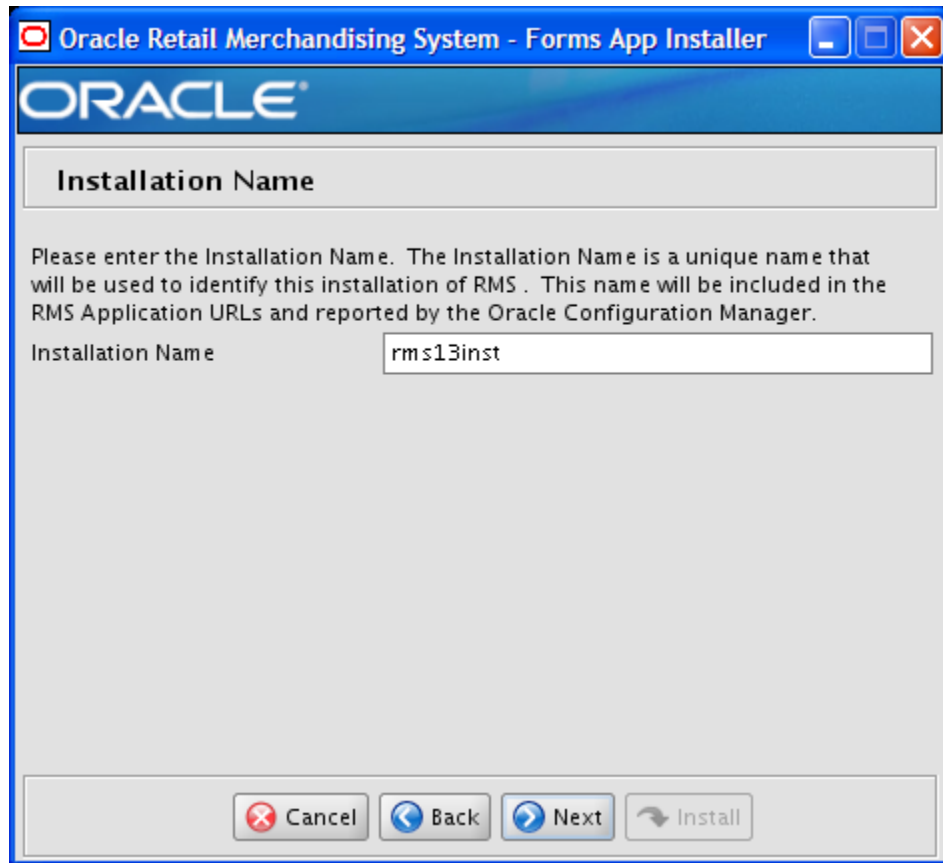 Oracle Retail Merchandising System - Forms App Installer
ORACLE
Installation Name
Please enter the Installation Name.  The Installation Name is a unique name that
will be used to identify this installation of RMS .  This name will be included in the
RMS Application URLs and reported by the Oracle Configuration Manager.
Installation Name rms13inst
Cancel Back Next Install